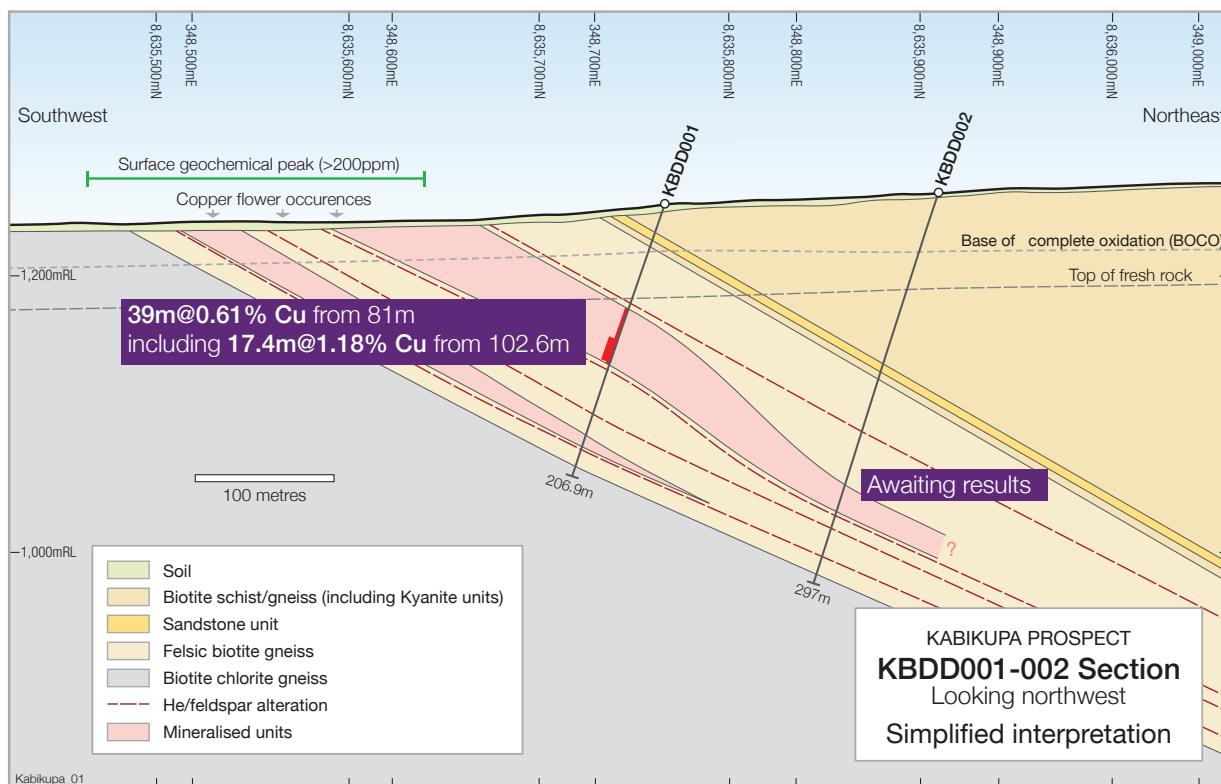 8,635,500mN
348,500mE
8,635,600mN
348,600mE
8,635,700mN
348,700mE
8,635,800mN
348,800mE
8,635,900mN
348,900mE
8,636,000mN
349,000mE
Southwest
Northeast
KBDD001
KBDD002
Surface geochemical peak (>200ppm)
Copper flower occurences
Base of complete oxidation (BOCO)
1,200mRL
Top of fresh rock
39m@0.61% Cu from 81m
including 17.4m@1.18% Cu from 102.6m
100 metres
206.9m
Awaiting results
1,000mRL
?
297m
Soil
Biotite schist/gneiss (including Kyanite units)
Sandstone unit
Felsic biotite gneiss
Biotite chlorite gneiss
He/feldspar alteration
Mineralised units
KABIKUPA PROSPECT
KBDD001-002 Section
Looking northwest
Simplified interpretation
Kabikupa 01